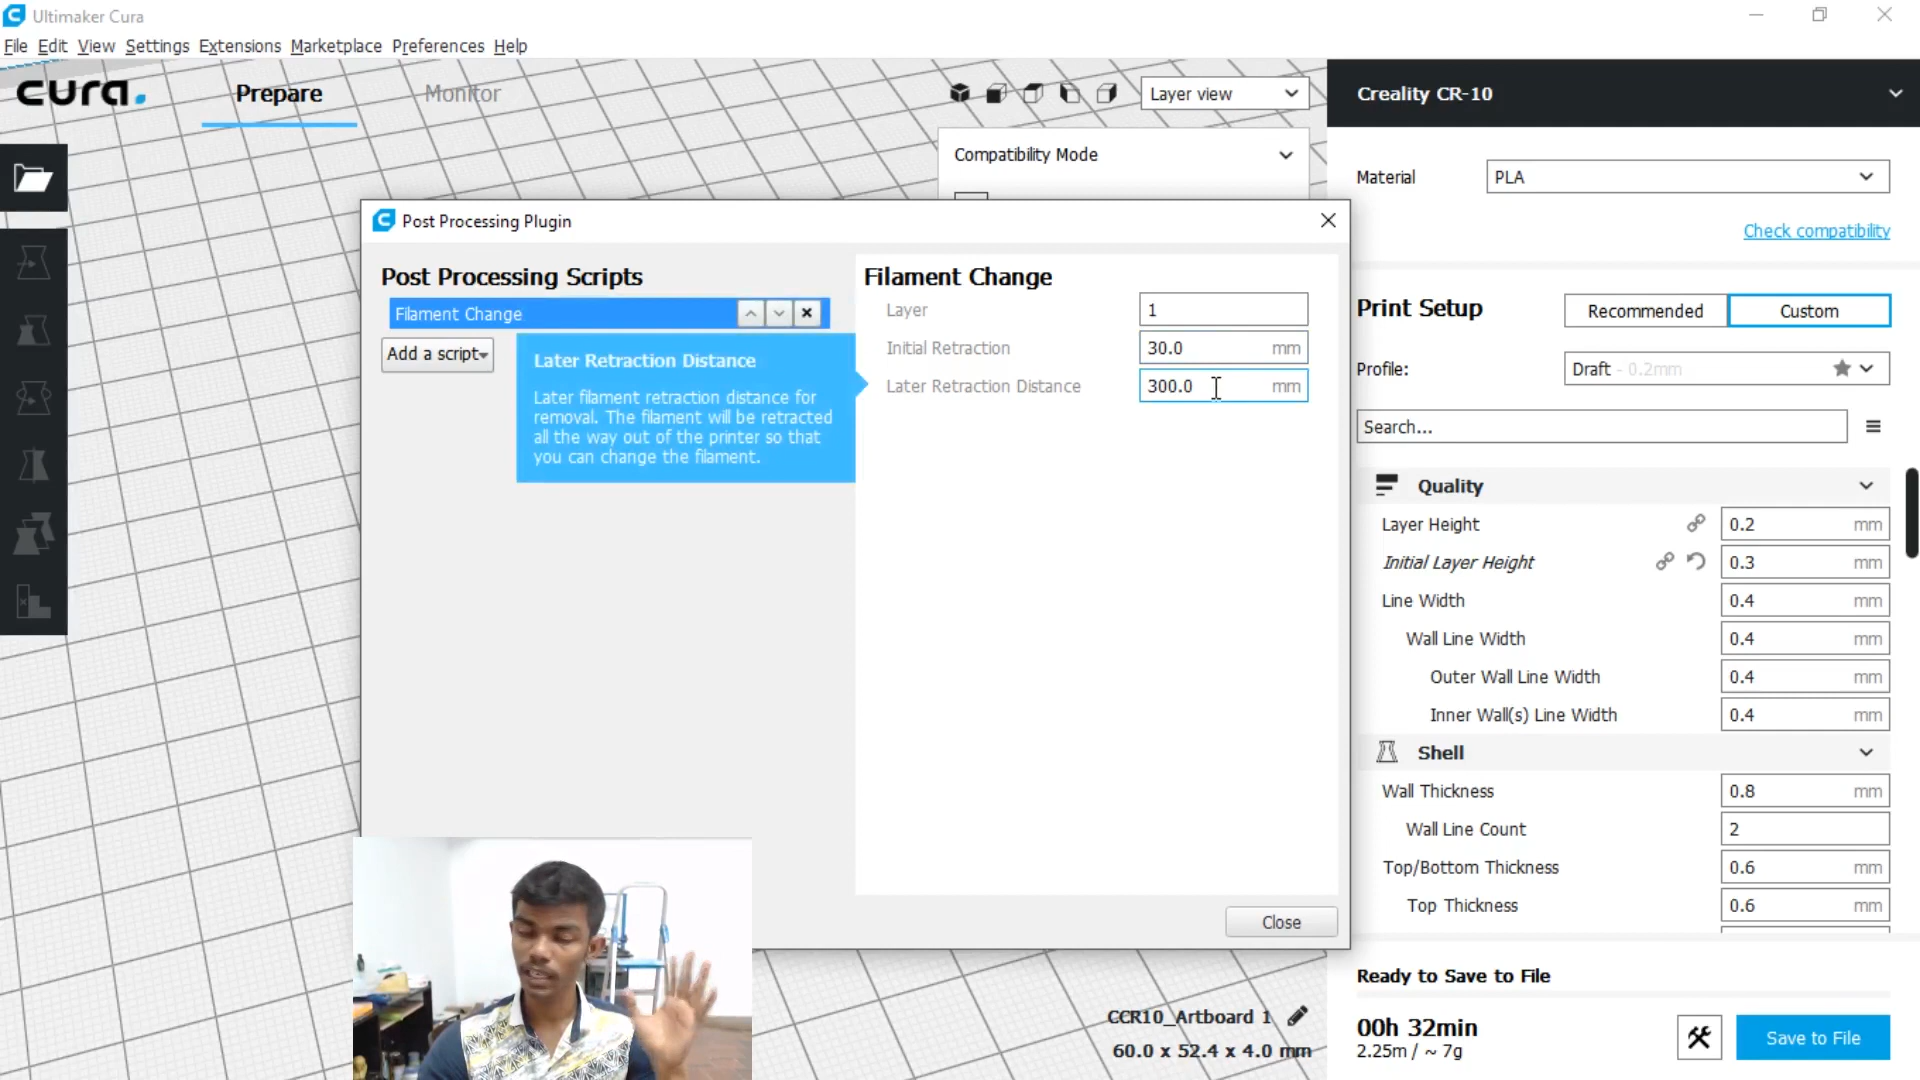 Ultimaker Cura
File Edit View Settings Extensions Marketplace Preferences Help
cura.
Prepare
Monitor
Layer view
Creality CR-10
Compatibility Mode
Material
PLA
Check compatibility
Post Processing Plugin
Post Processing Scripts
Filament Change
Add a script
Later Retraction Distance
Later filament retraction distance for
removal. The filament will be retracted
all the way out of the printer so that
you can change the filament.
Filament Change
Layer
1
Initial Retraction
30.0 mm
Later Retraction Distance
300.0 mm
Close
Print Setup
Recommended
Custom
Profile:
Draft - 0.2mm
Search...
Quality
Layer Height
0.2 mm
Initial Layer Height
0.3 mm
Line Width
0.4 mm
Wall Line Width
0.4 mm
Outer Wall Line Width
0.4 mm
Inner Wall(s) Line Width
0.4 mm
Shell
Wall Thickness
0.8 mm
Wall Line Count
2
Top/Bottom Thickness
0.6 mm
Top Thickness
0.6 mm
Ready to Save to File
00h 32min
2.25m / ~ 7g
Save to File
CCR10_Artboard 1
60.0 x 52.4 x 4.0 mm